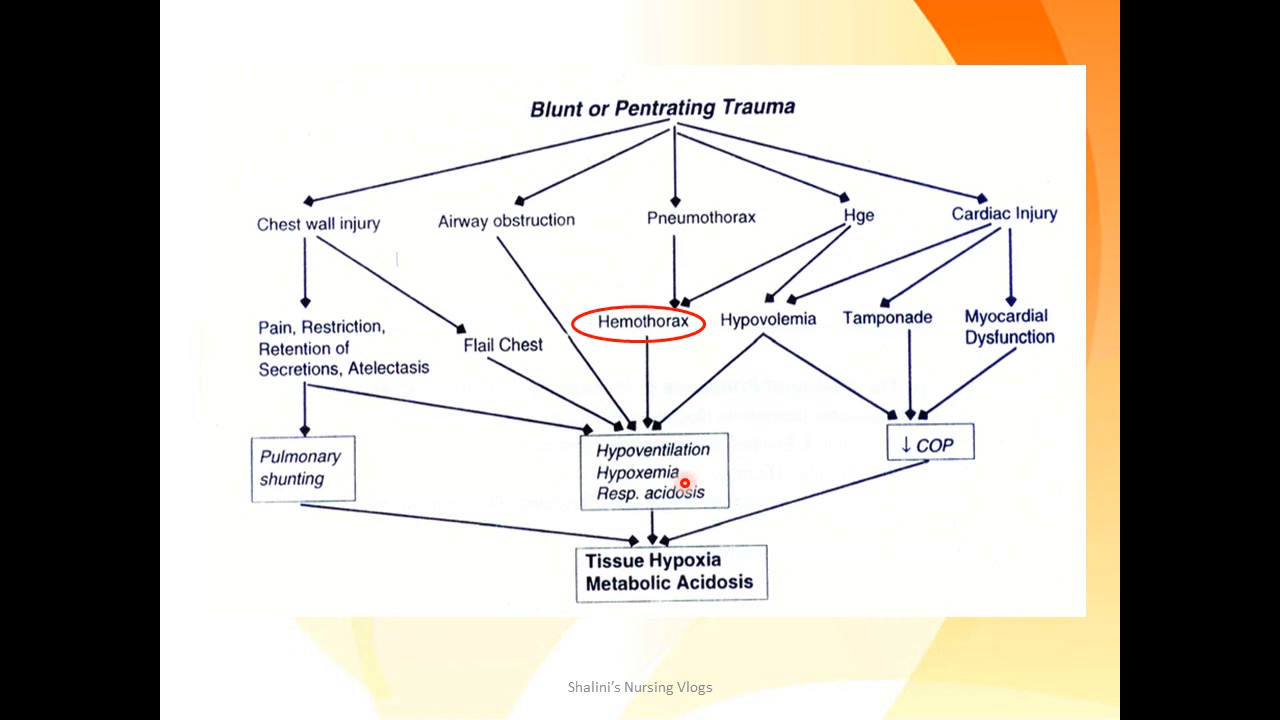 Blunt or Pentrating Trauma
Chest wall injury
Airway obstruction
Pneumothorax
Hge
Cardiac Injury
Pain, Restriction,
Retention of
Secretions, Atelectasis
Flail Chest
Hemothorax
Hypovolemia
Tamponade
Myocardial
Dysfunction
Pulmonary
shunting
Hypoventilation
Hypoxemia
Resp. acidosis
↓ COP
Tissue Hypoxia
Metabolic Acidosis
Shalini's Nursing Vlogs